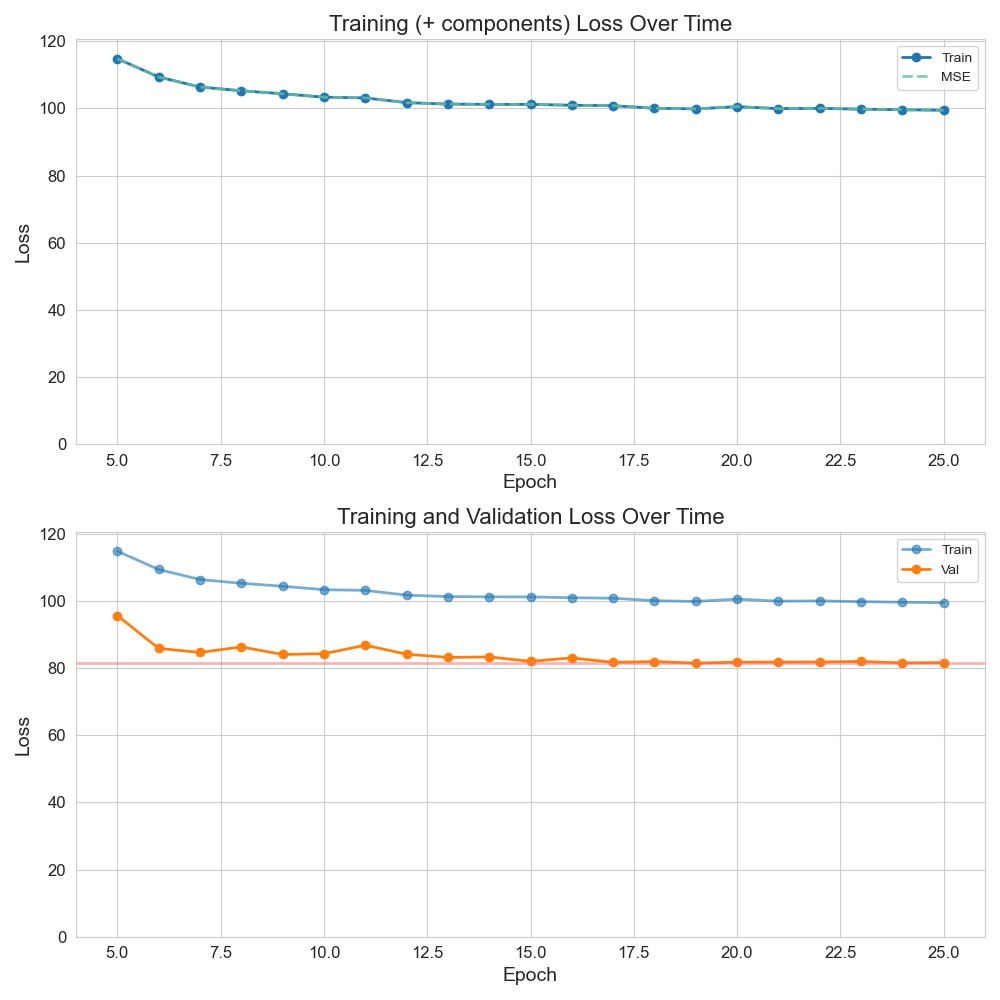 Training (+ components) Loss Over Time
120
100
80
60
40
20
0
Loss
Train
MSE
5.0 7.5 10.0 12.5 15.0 17.5 20.0 22.5 25.0
Epoch
Training and Validation Loss Over Time
120
100
80
60
40
20
0
Loss
Train
Val
5.0 7.5 10.0 12.5 15.0 17.5 20.0 22.5 25.0
Epoch